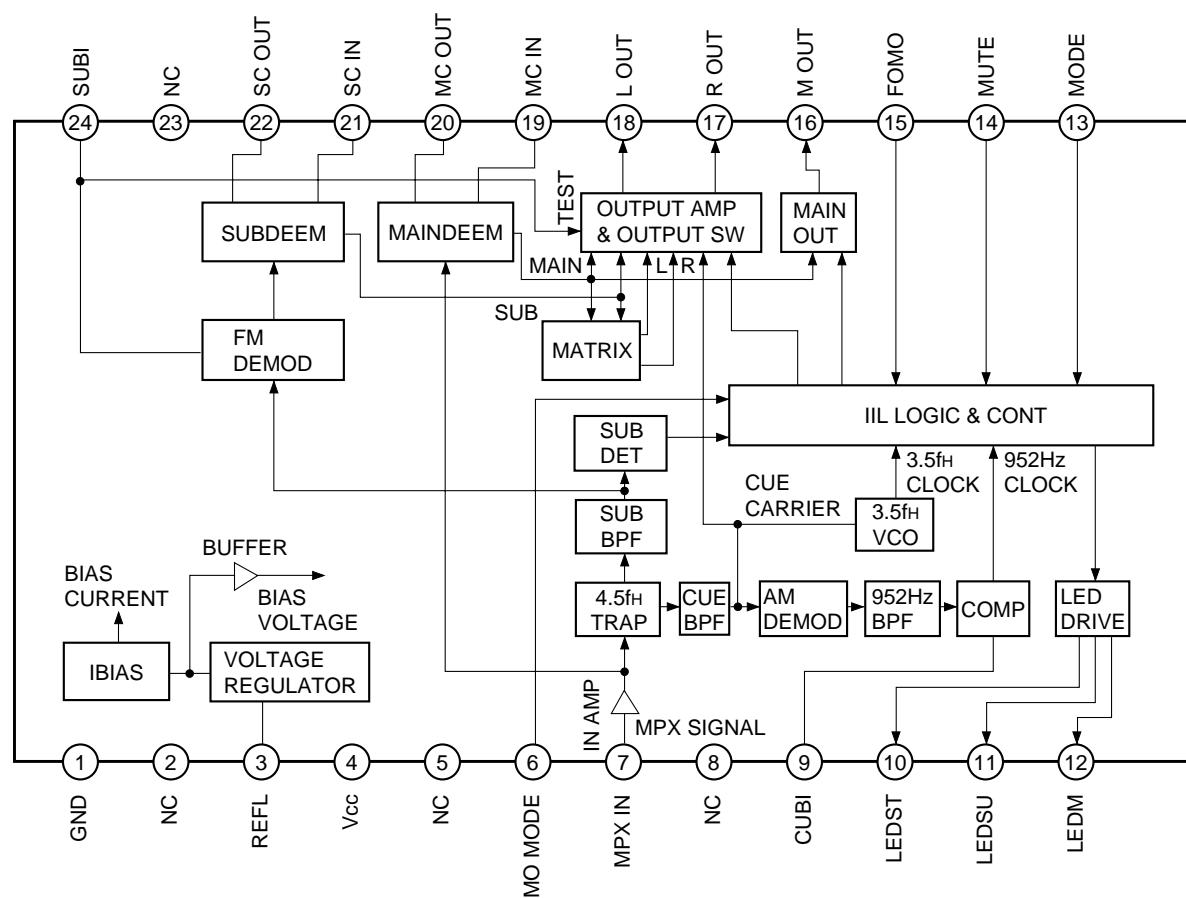 SUBI
NC
SC OUT
SC IN
MC OUT
MC IN
L OUT
R OUT
M OUT
FOMO
MUTE
MODE
24
23
22
21
20
19
18
17
16
15
14
13
TEST
OUTPUT AMP
& OUTPUT SW
MAIN
OUT
SUBDEEM
MAINDEEM
MAIN
L
R
SUB
MATRIX
FM
DEMOD
IIL LOGIC & CONT
SUB
DET
3.5fH
CLOCK
952Hz
CLOCK
CUE
CARRIER
SUB
BPF
3.5fH
VCO
BUFFER
BIAS
CURRENT
BIAS
VOLTAGE
4.5fH
TRAP
CUE
BPF
AM
DEMOD
952Hz
BPF
COMP
LED
DRIVE
IBIAS
VOLTAGE
REGULATOR
IN AMP
MPX SIGNAL
1
2
3
4
5
6
7
8
9
10
11
12
GND
NC
REFL
Vcc
NC
MO MODE
MPX IN
NC
CUBI
LEDST
LEDSU
LEDM